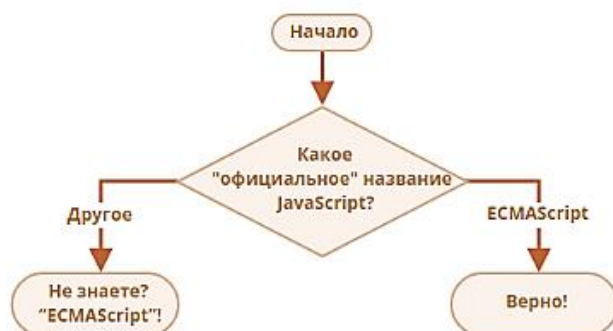 Начало
Какое
"официальное" название
JavaScript?
Другое
ECMAScript
Не знаете?
“ECMAScript”!
Верно!